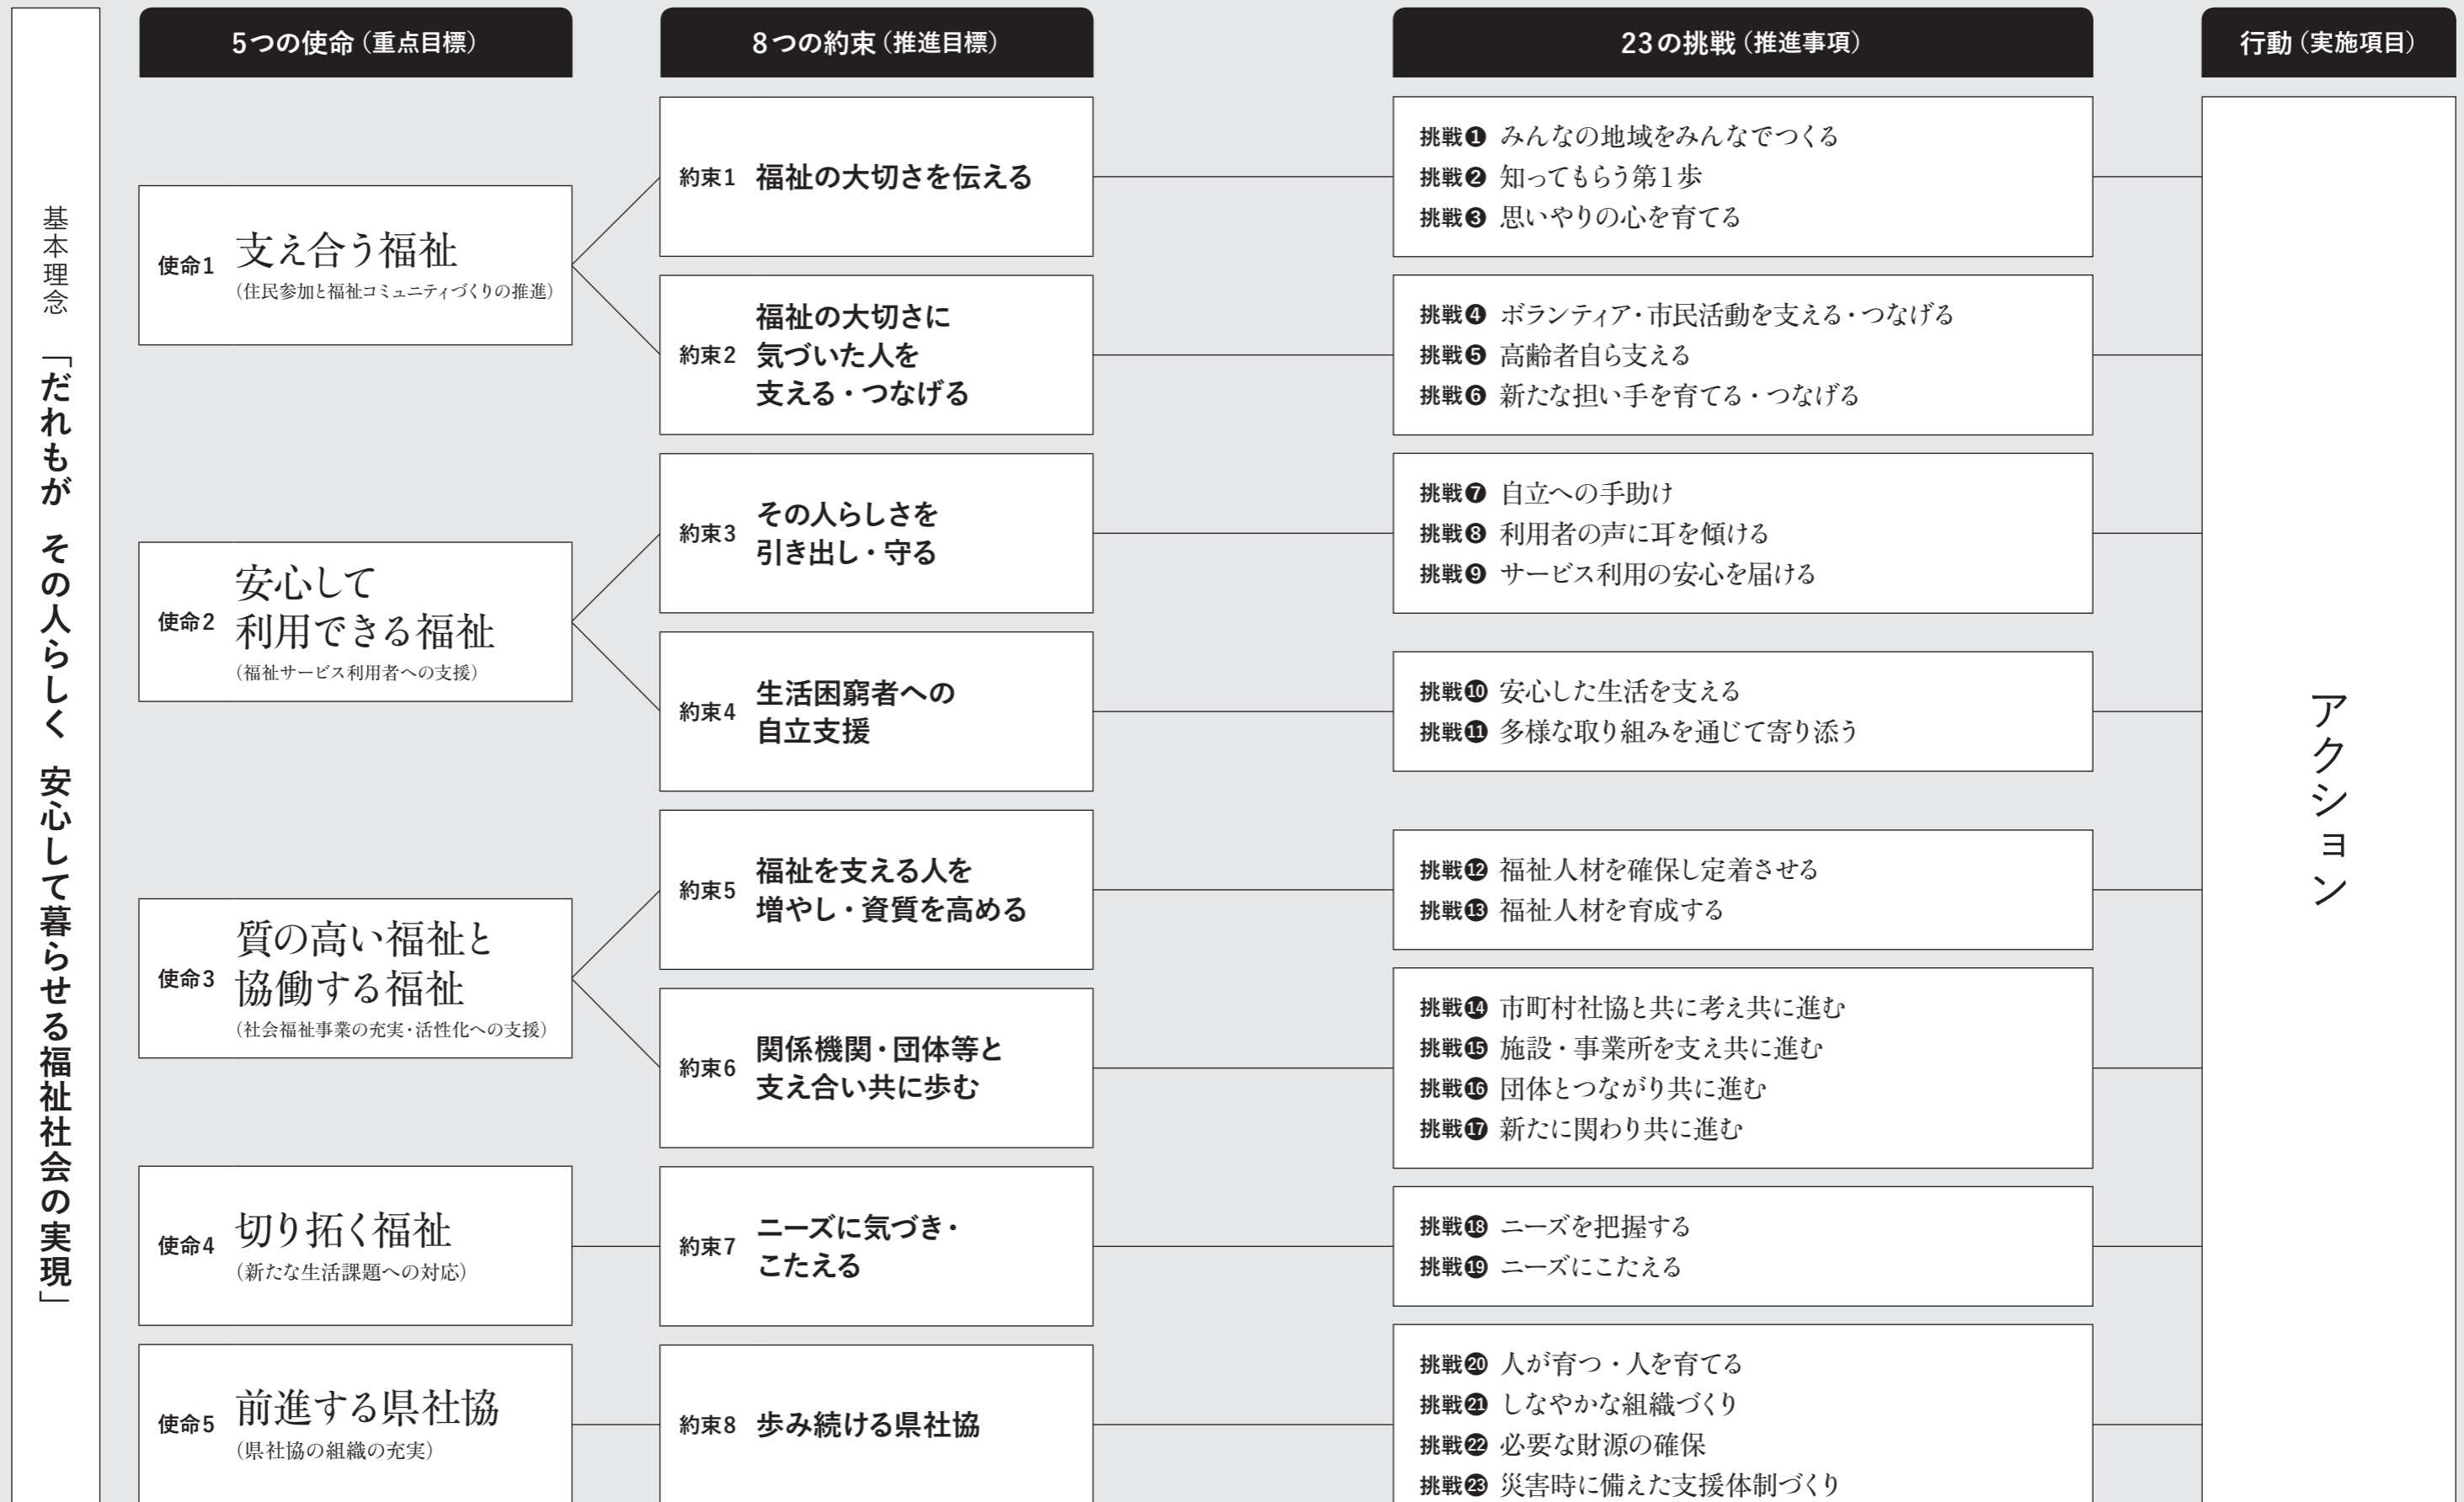 基本理念 「だれもが その人らしく 安心して暮らせる福祉社会の実現」
5つの使命（重点目標）
8つの約束（推進目標）
23の挑戦（推進事項）
行動（実施項目）
使命1 支え合う福祉
（住民参加と福祉コミュニティづくりの推進）
約束1 福祉の大切さを伝える
挑戦❶ みんなの地域をみんなでつくる
挑戦❷ 知ってもらう第1歩
挑戦❸ 思いやりの心を育てる
約束2 福祉の大切さに
気づいた人を
支える・つなげる
挑戦❹ ボランティア・市民活動を支える・つなげる
挑戦❺ 高齢者自ら支える
挑戦❻ 新たな担い手を育てる・つなげる
使命2 安心して
利用できる福祉
（福祉サービス利用者への支援）
約束3 その人らしさを
引き出し・守る
挑戦❼ 自立への手助け
挑戦❽ 利用者の声に耳を傾ける
挑戦❾ サービス利用の安心を届ける
約束4 生活困窮者への
自立支援
挑戦❿ 安心した生活を支える
挑戦⓫ 多様な取り組みを通じて寄り添う
使命3 質の高い福祉と
協働する福祉
（社会福祉事業の充実・活性化への支援）
約束5 福祉を支える人を
増やし・資質を高める
挑戦⓬ 福祉人材を確保し定着させる
挑戦⓭ 福祉人材を育成する
約束6 関係機関・団体等と
支え合い共に歩む
挑戦⓮ 市町村社協と共に考え共に進む
挑戦⓯ 施設・事業所を支え共に進む
挑戦⓰ 団体とつながり共に進む
挑戦⓱ 新たに関わり共に進む
使命4 切り拓く福祉
（新たな生活課題への対応）
約束7 ニーズに気づき・
こたえる
挑戦⓲ ニーズを把握する
挑戦⓳ ニーズにこたえる
使命5 前進する県社協
（県社協の組織の充実）
約束8 歩み続ける県社協
挑戦⓴ 人が育つ・人を育てる
挑戦㉑ しなやかな組織づくり
挑戦㉒ 必要な財源の確保
挑戦㉓ 災害時に備えた支援体制づくり
アクション